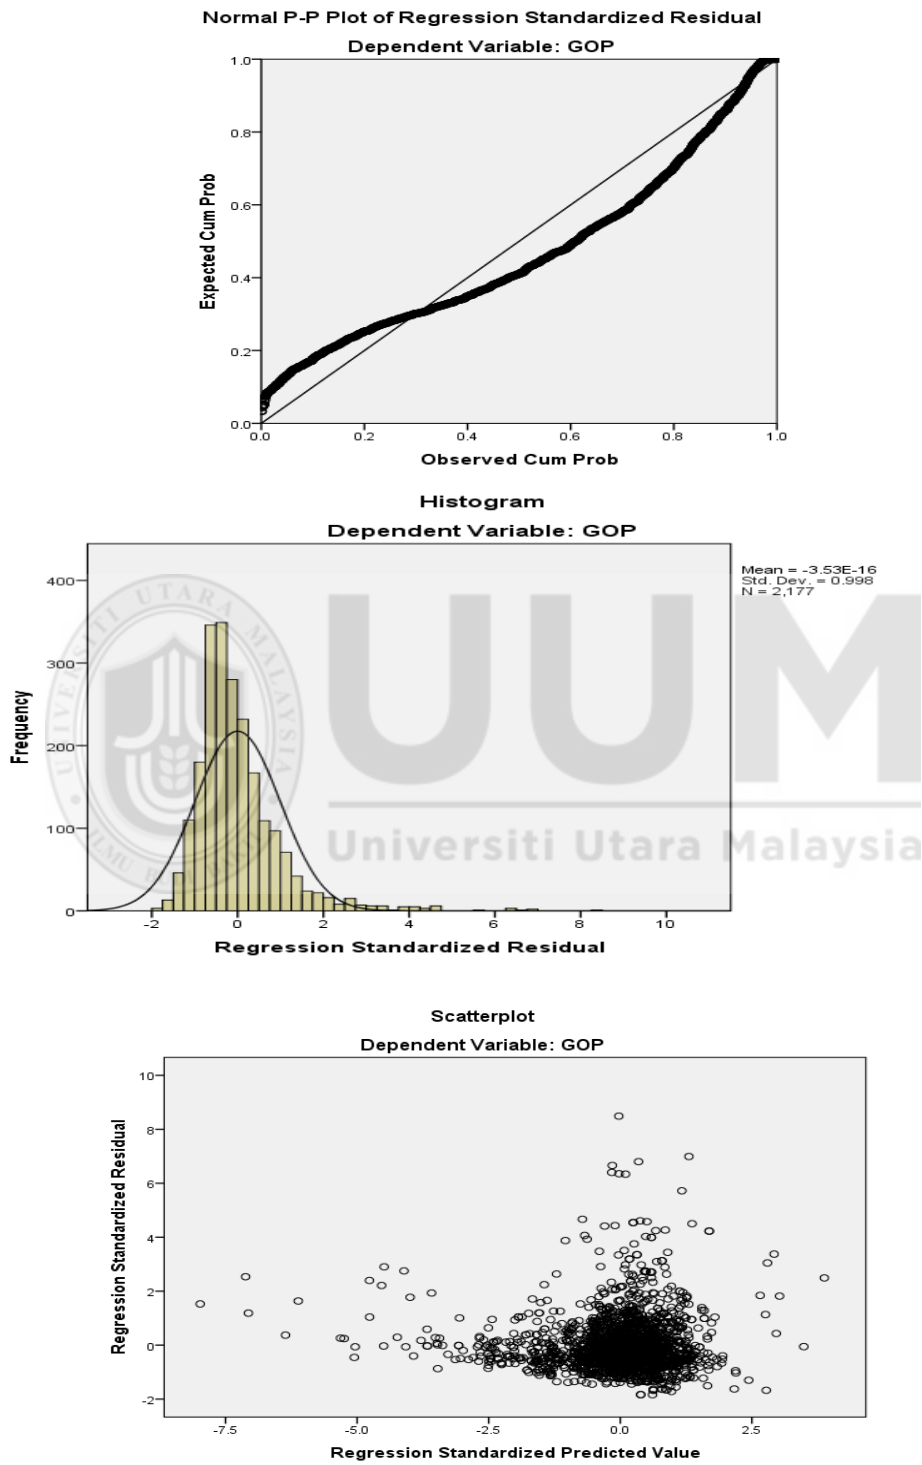 Normal P-P Plot of Regression Standardized Residual
Dependent Variable: GOP
1.0
0.8
0.6
0.4
0.2
0.0
Expected Cum Prob
0.0 0.2 0.4 0.6 0.8 1.0
Observed Cum Prob
Histogram
Dependent Variable: GOP
Mean = -3.53E-16
Std. Dev. = 0.998
N = 2,177
400
300
200
100
0
Frequency
UNIVERSITI UTARA MALAYSIA
UUM
Universiti Utara Malaysia
-2 0 2 4 6 8 10
Regression Standardized Residual
Scatterplot
Dependent Variable: GOP
10
8
6
4
2
0
-2
Regression Standardized Residual
-7.5 -5.0 -2.5 0.0 2.5
Regression Standardized Predicted Value